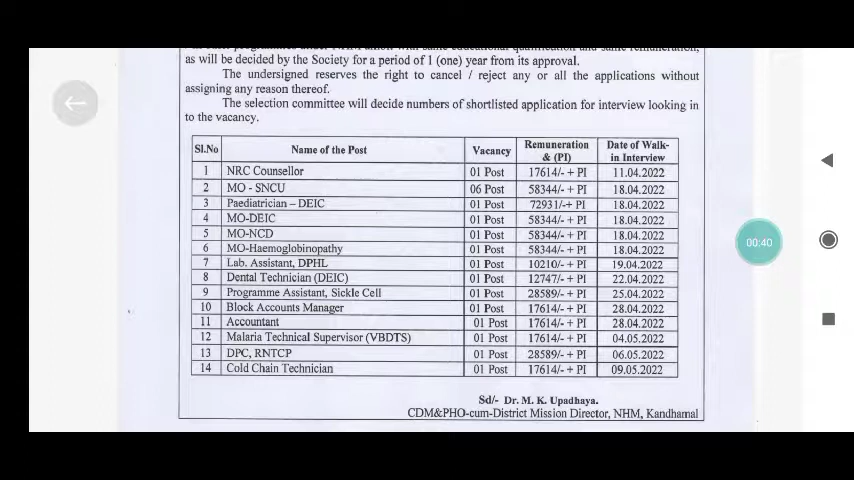 as will be decided by the Society for a period of 1 (one) year from its approval.
The undersigned reserves the right to cancel / reject any or all the applications without
assigning any reason thereof.
The selection committee will decide numbers of shortlisted application for interview looking in
to the vacancy.
Sl.No Name of the Post Vacancy Remuneration & (PI) Date of Walk-in Interview
1 NRC Counsellor 01 Post 17614/- + PI 11.04.2022
2 MO - SNCU 06 Post 58344/- + PI 18.04.2022
3 Paediatrician – DEIC 01 Post 72931/-+ PI 18.04.2022
4 MO-DEIC 01 Post 58344/- + PI 18.04.2022
5 MO-NCD 01 Post 58344/- + PI 18.04.2022
6 MO-Haemoglobinopathy 01 Post 58344/- + PI 18.04.2022
7 Lab. Assistant, DPHL 01 Post 10210/- + PI 19.04.2022
8 Dental Technician (DEIC) 01 Post 12747/- + PI 22.04.2022
9 Programme Assistant, Sickle Cell 01 Post 28589/- + PI 25.04.2022
10 Block Accounts Manager 01 Post 17614/- + PI 28.04.2022
11 Accountant 01 Post 17614/- + PI 28.04.2022
12 Malaria Technical Supervisor (VBDTS) 01 Post 17614/- + PI 04.05.2022
13 DPC, RNTCP 01 Post 28589/- + PI 06.05.2022
14 Cold Chain Technician 01 Post 17614/- + PI 09.05.2022
Sd/- Dr. M. K. Upadhaya.
CDM&PHO-cum-District Mission Director, NHM, Kandhamal
00:40